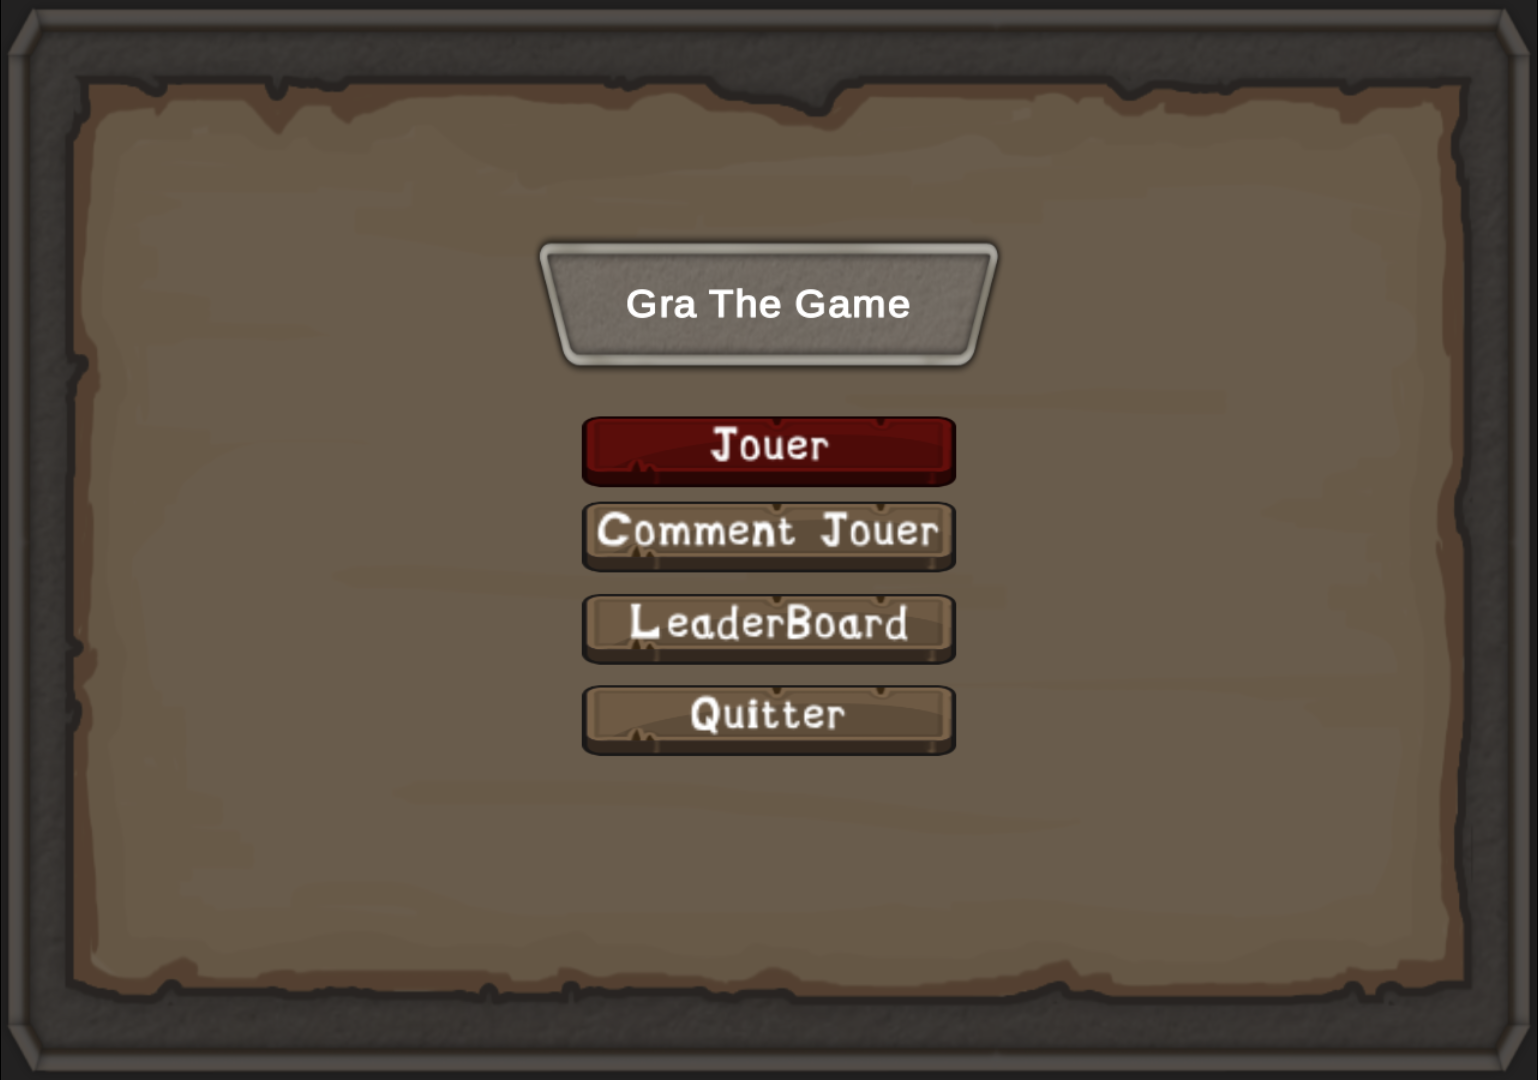 Gra The Game
Jouer
Comment Jouer
LeaderBoard
Quitter